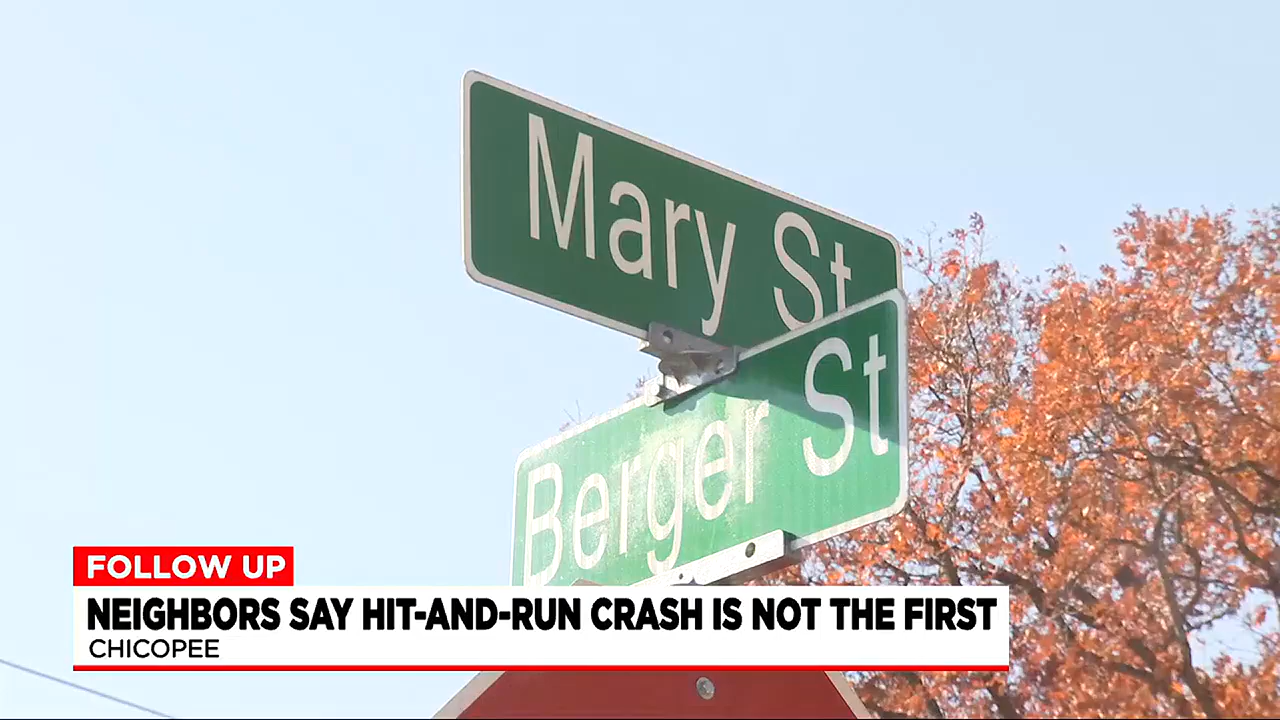 Mary St
Berger St
FOLLOW UP
NEIGHBORS SAY HIT-AND-RUN CRASH IS NOT THE FIRST
CHICOPEE